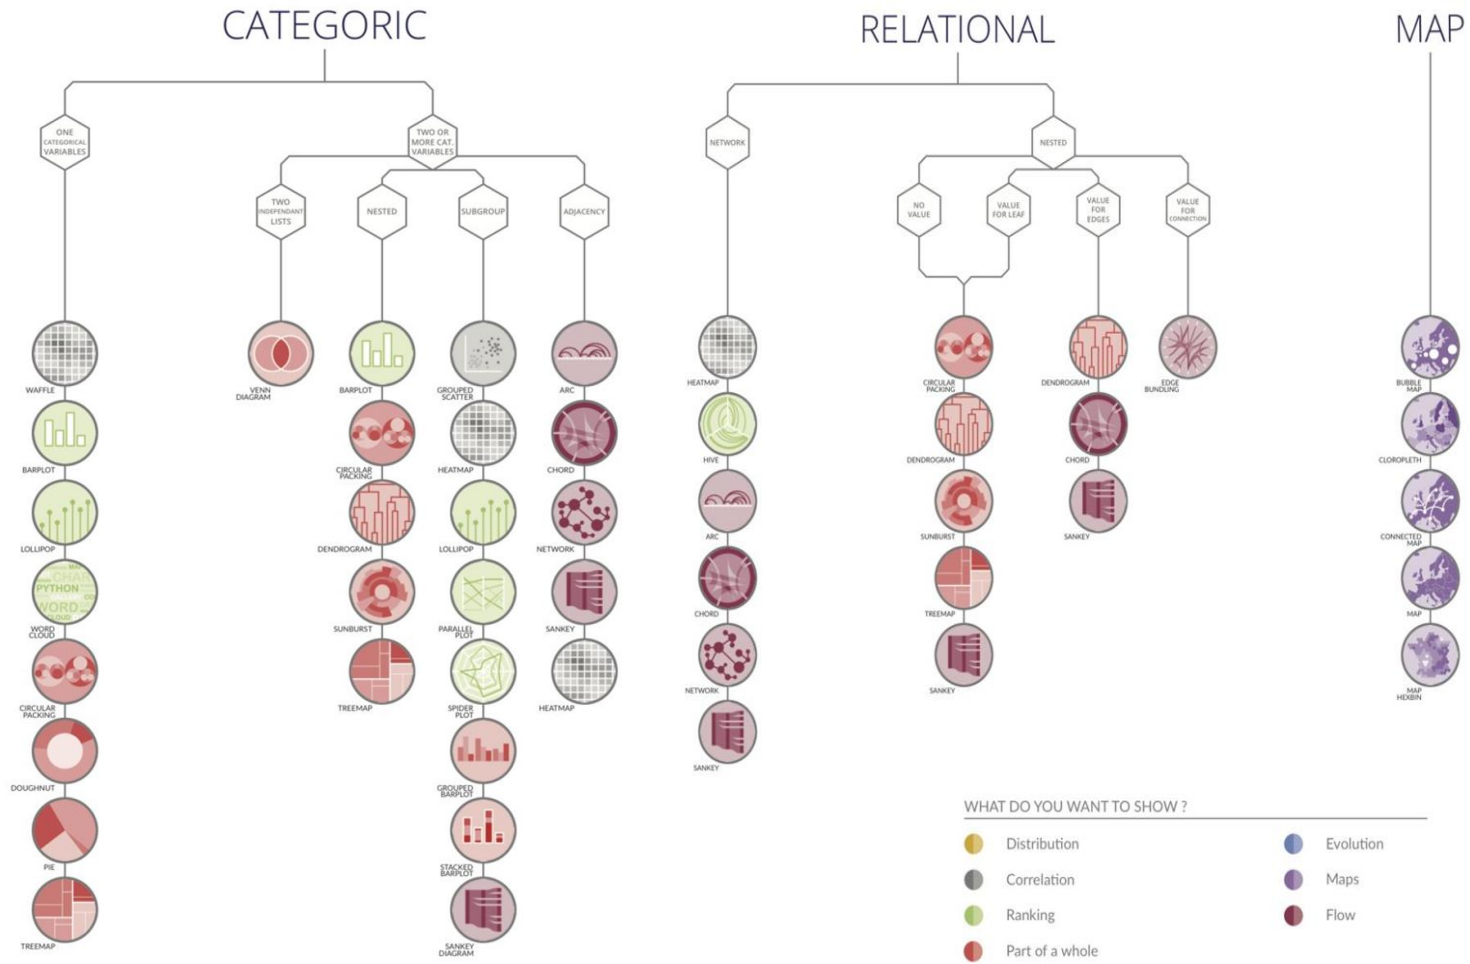 CATEGORIC
RELATIONAL
MAP
ONE
CATEGORICAL
VARIABLES
TWO OR
MORE CAT.
VARIABLES
TWO
INDEPENDANT
LISTS
NESTED
SUBGROUP
ADJACENCY
NETWORK
NESTED
NO
VALUE
VALUE
FOR LEAF
VALUE
FOR
EDGES
VALUE
FOR
CONNECTION
WAFFLE
BARPLOT
LOLLIPOP
CHAR
PYTHON
WORD
CLOUD
WORD
CLOUD
CIRCULAR
PACKING
DOUGHNUT
PIE
TREEMAP
VENN
DIAGRAM
BARPLOT
CIRCULAR
PACKING
DENDROGRAM
SUNBURST
TREEMAP
GROUPED
SCATTER
HEATMAP
LOLLIPOP
PARALLEL
PLOT
SPIDER
PLOT
GROUPED
BARPLOT
STACKED
BARPLOT
SANKEY
DIAGRAM
ARC
CHORD
NETWORK
SANKEY
HEATMAP
HEATMAP
HIVE
ARC
CHORD
NETWORK
SANKEY
CIRCULAR
PACKING
DENDROGRAM
SUNBURST
TREEMAP
SANKEY
DENDROGRAM
CHORD
SANKEY
EDGE
BUNDLING
BUBBLE
MAP
CLOROPLETH
CONNECTED
MAP
MAP
MAP
HEXBIN
WHAT DO YOU WANT TO SHOW ?
Distribution
Correlation
Ranking
Part of a whole
Evolution
Maps
Flow